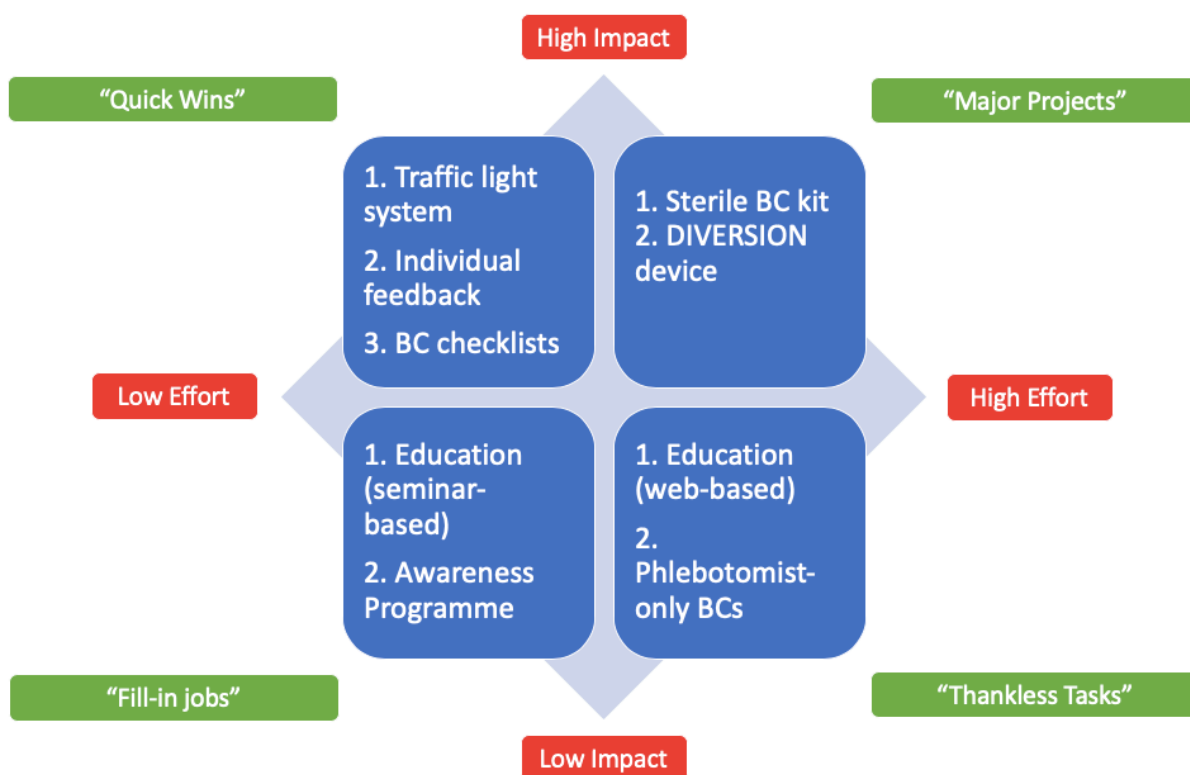 High Impact
“Quick Wins”
“Major Projects”
1. Traffic light
system
2. Individual
feedback
3. BC checklists
1. Sterile BC kit
2. DIVERSION
device
Low Effort
High Effort
1. Education
(seminar-
based)
2. Awareness
Programme
1. Education
(web-based)
2.
Phlebotomist-
only BCs
“Fill-in jobs”
“Thankless Tasks”
Low Impact